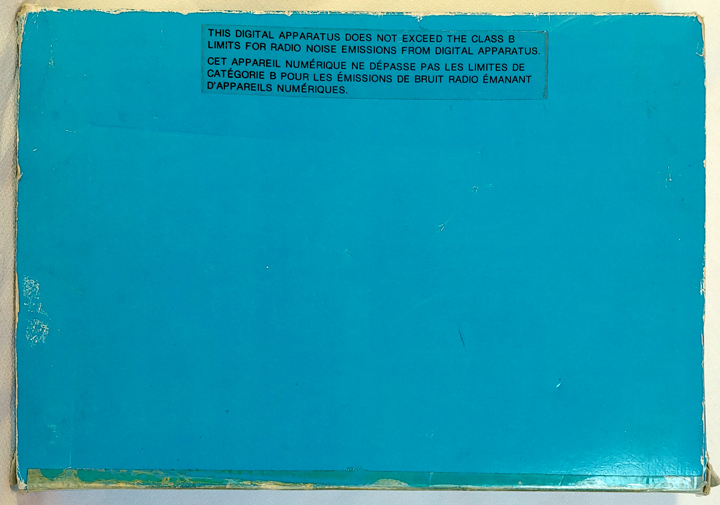 THIS DIGITAL APPARATUS DOES NOT EXCEED THE CLASS B
LIMITS FOR RADIO NOISE EMISSIONS FROM DIGITAL APPARATUS.
CET APPAREIL NUMÉRIQUE NE DÉPASSE PAS LES LIMITES DE
CATÉGORIE B POUR LES ÉMISSIONS DE BRUIT RADIO ÉMANANT
D'APPAREILS NUMÉRIQUES.